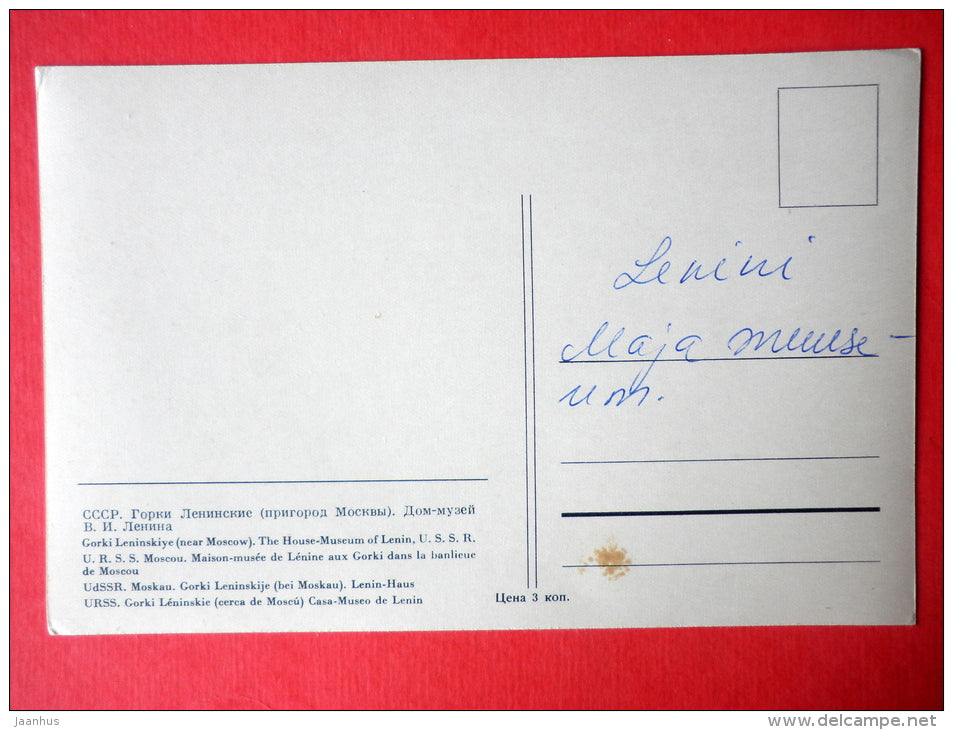 Lenini
Maja muuse-
um.
СССР. Горки Ленинские (пригород Москвы). Дом-музей
В. И. Ленина
Gorki Leninskiye (near Moscow). The House-Museum of Lenin, U. S. S. R.
U. R. S. S. Moscou. Maison-musée de Lénine aux Gorki dans la banlieue
de Moscou
UdSSR. Moskau. Gorki Leninskije (bei Moskau). Lenin-Haus
URSS. Gorki Léninskie (cerca de Moscú) Casa-Museo de Lenin
Цена 3 коп.
jaanhus
www.delcampe.net